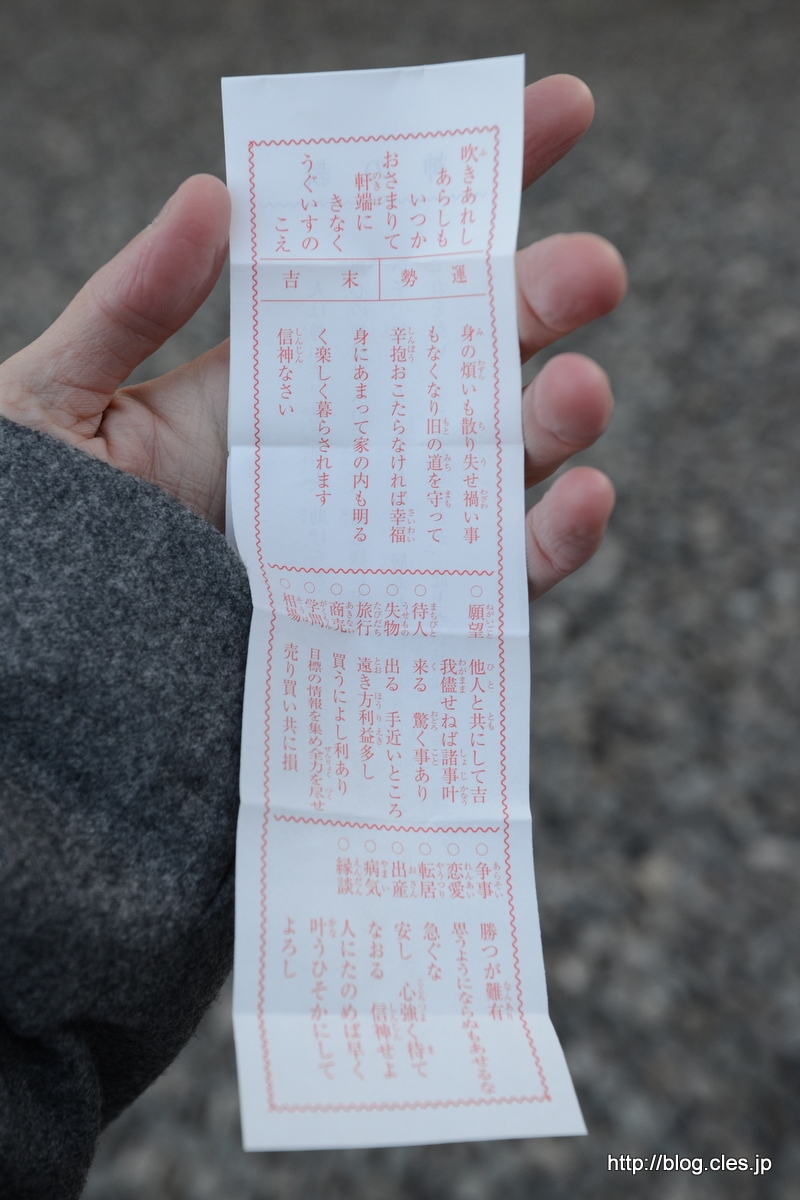 吹きあれし
あらしも
いつか
おさまりて
軒端に
きなく
うぐいすの
こえ
運勢
末吉
身の煩いも散り失せ禍い事
もなくなり旧の道を守って
辛抱おこたらなければ幸福
身にあまって家の内も明る
く楽しく暮らされます
信神なさい
○願望 他人と共にして吉
我儘せねば諸事叶
○待人 来る 驚く事あり
○失物 出る 手近いところ
○旅行 遠き方利益多し
○商売 買うによし利あり
○学問 目標の情報を集め全力を尽せ
○相場 売り買い共に損
○争事 勝つが難有
○恋愛 思うようにならぬもあせるな
○転居 急ぐな
○出産 安し 心強く待て
○病気 なおる 信神せよ
○縁談 人にたのめば早く
叶うひそかにして
よろし
http://blog.cles.jp